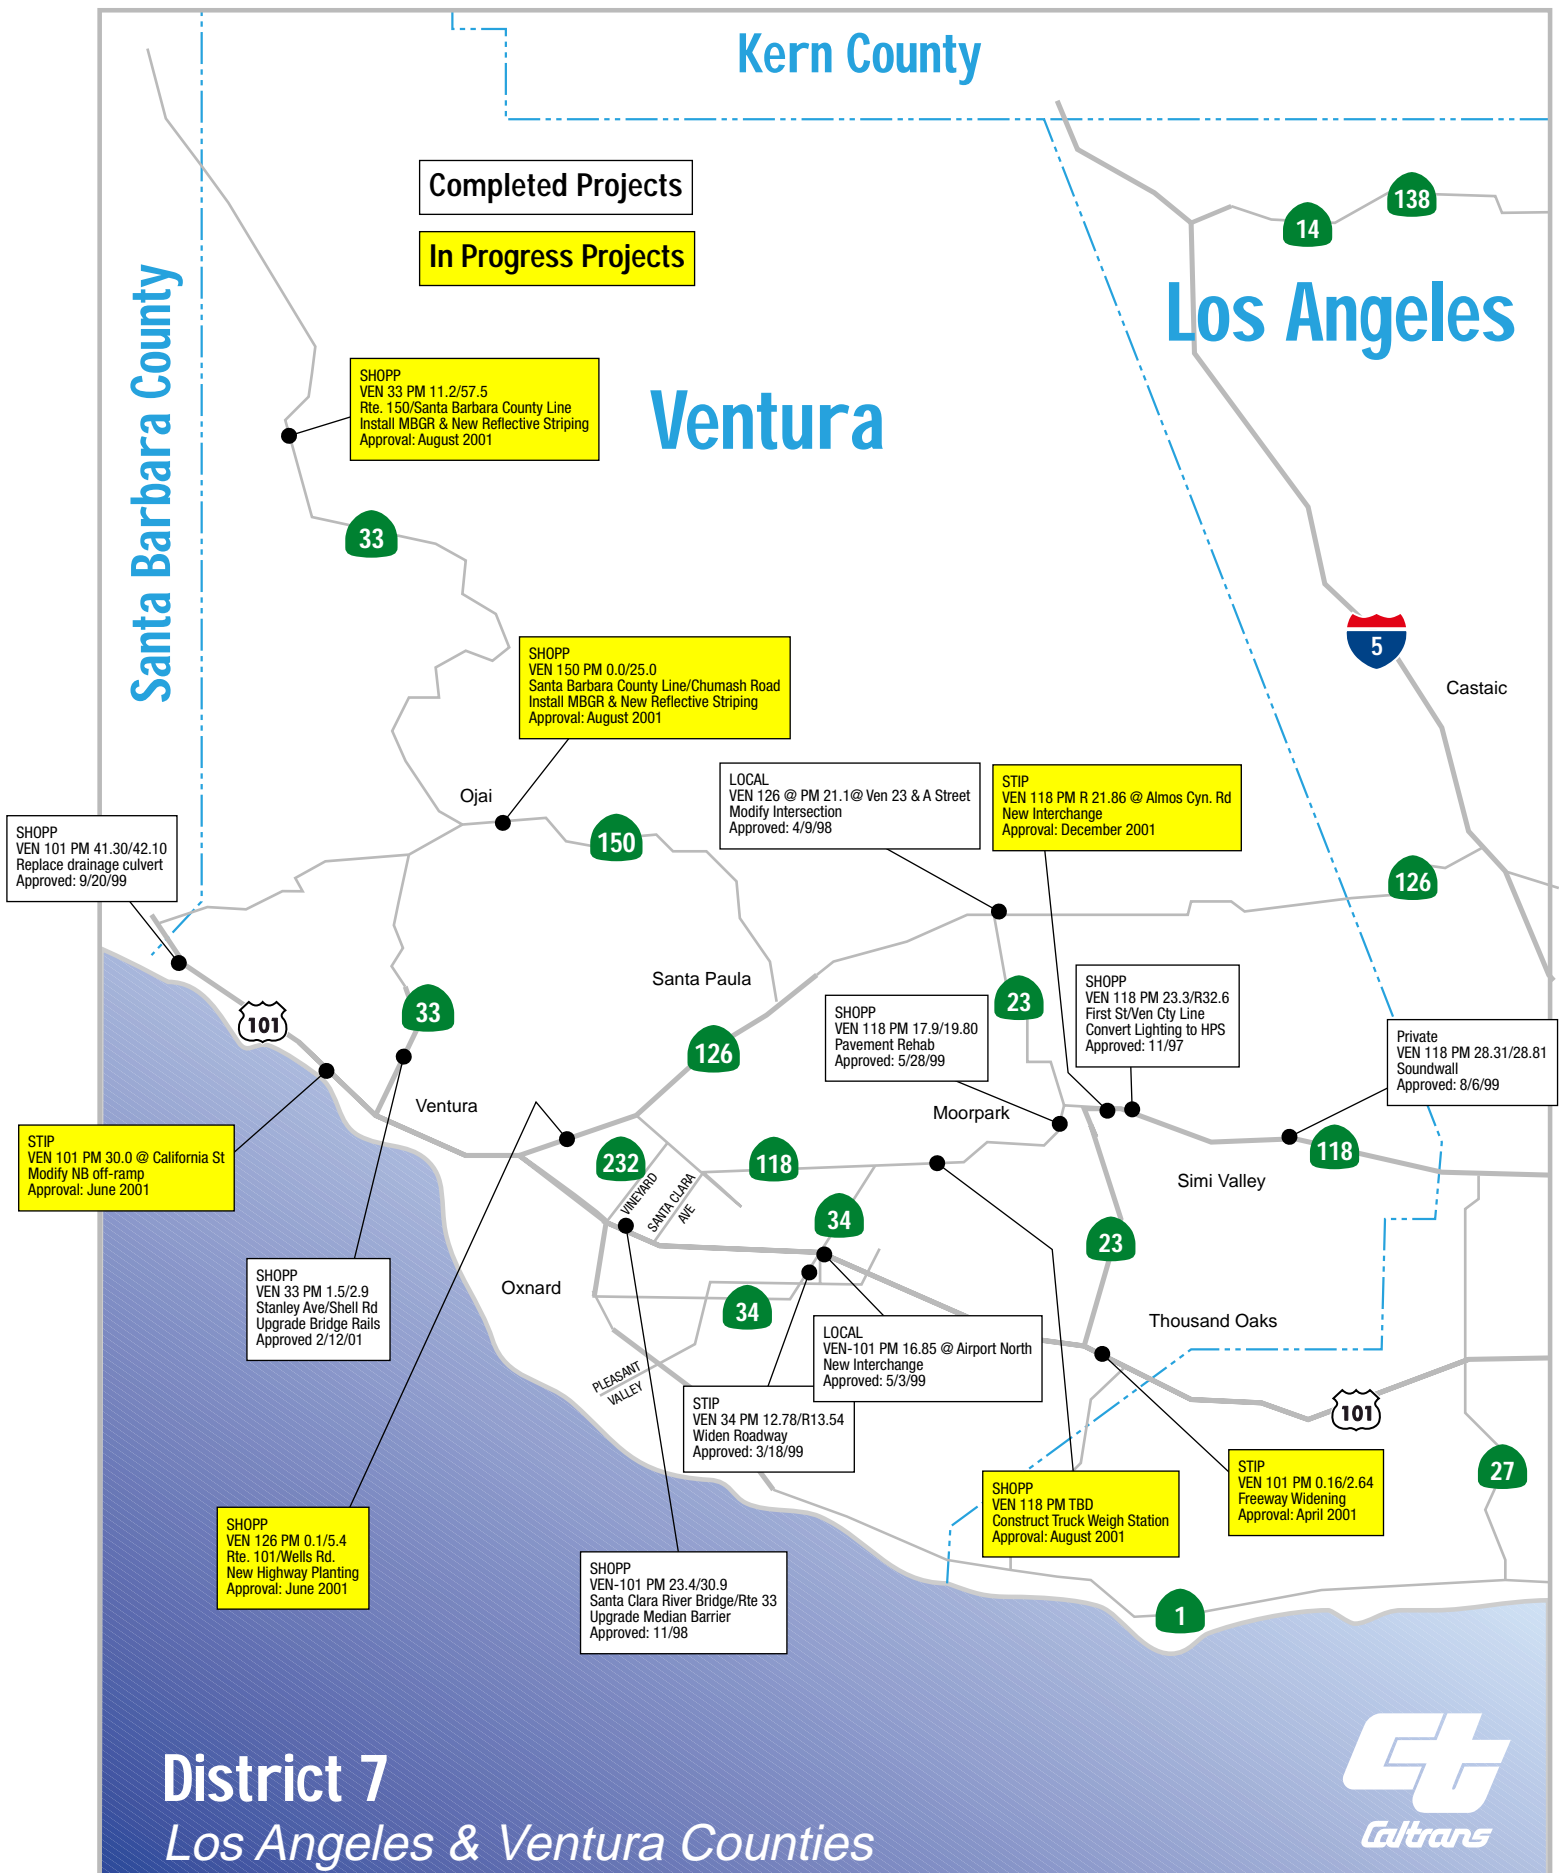 Kern County
Completed Projects
In Progress Projects
138
14
Los Angeles
Santa Barbara County
Ventura
SHOPP
VEN 33 PM 11.2/57.5
Rte. 150/Santa Barbara County Line
Install MBGR & New Reflective Striping
Approval: August 2001
33
5
Castaic
SHOPP
VEN 150 PM 0.0/25.0
Santa Barbara County Line/Chumash Road
Install MBGR & New Reflective Striping
Approval: August 2001
Ojai
150
LOCAL
VEN 126 @ PM 21.1@ Ven 23 & A Street
Modify Intersection
Approved: 4/9/98
STIP
VEN 118 PM R 21.86 @ Almos Cyn. Rd
New Interchange
Approval: December 2001
SHOPP
VEN 101 PM 41.30/42.10
Replace drainage culvert
Approved: 9/20/99
126
Santa Paula
101
33
126
23
SHOPP
VEN 118 PM 17.9/19.80
Pavement Rehab
Approved: 5/28/99
SHOPP
VEN 118 PM 23.3/R32.6
First St/Ven Cty Line
Convert Lighting to HPS
Approved: 11/97
Private
VEN 118 PM 28.31/28.81
Soundwall
Approved: 8/6/99
Ventura
Moorpark
STIP
VEN 101 PM 30.0 @ California St
Modify NB off-ramp
Approval: June 2001
232
118
118
Simi Valley
VINEYARD
SANTA CLARA
AVE
34
23
SHOPP
VEN 33 PM 1.5/2.9
Stanley Ave/Shell Rd
Upgrade Bridge Rails
Approved 2/12/01
Oxnard
34
Thousand Oaks
LOCAL
VEN-101 PM 16.85 @ Airport North
New Interchange
Approved: 5/3/99
PLEASANT
VALLEY
STIP
VEN 34 PM 12.78/R13.54
Widen Roadway
Approved: 3/18/99
101
27
SHOPP
VEN 118 PM TBD
Construct Truck Weigh Station
Approval: August 2001
STIP
VEN 101 PM 0.16/2.64
Freeway Widening
Approval: April 2001
SHOPP
VEN 126 PM 0.1/5.4
Rte. 101/Wells Rd.
New Highway Planting
Approval: June 2001
SHOPP
VEN-101 PM 23.4/30.9
Santa Clara River Bridge/Rte 33
Upgrade Median Barrier
Approved: 11/98
1
District 7
Los Angeles & Ventura Counties
ct
Caltrans